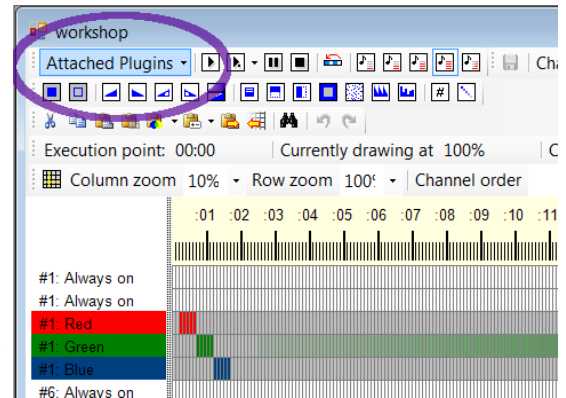 workshop
Attached Plugins
Cha
#
Execution point: 00:00 Currently drawing at 100% C
Column zoom 10% Row zoom 100% Channel order
:01 :02 :03 :04 :05 :06 :07 :08 :09 :10 :11
#1: Always on
#1: Always on
#1: Red
#1: Green
#1: Blue
#6: Always on